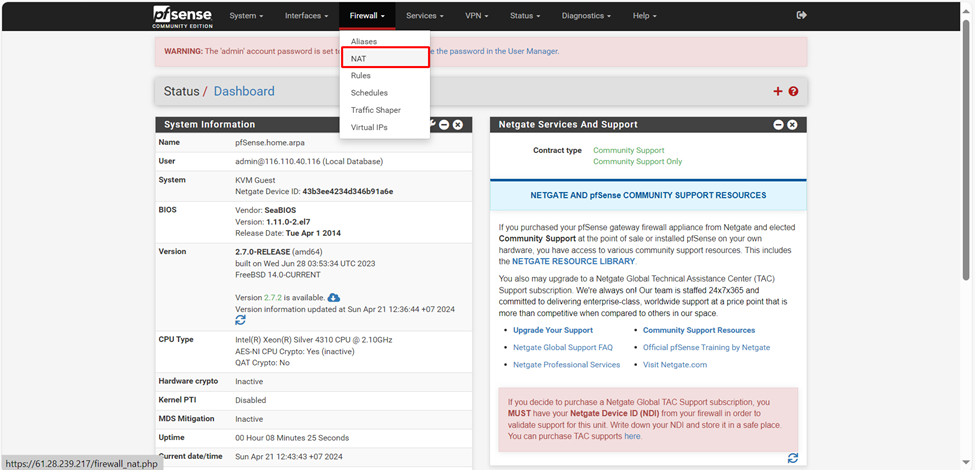 pfsense
COMMUNITY EDITION
System
Interfaces
Firewall
Services
VPN
Status
Diagnostics
Help
WARNING: The 'admin' account password is set to
e the password in the User Manager.
Aliases
NAT
Rules
Schedules
Traffic Shaper
Virtual IPs
Status / Dashboard
System Information
Name pfSense.home.arpa
User admin@116.110.40.116 (Local Database)
System KVM Guest
Netgate Device ID: 43b3ee4234d346b91a6e
BIOS Vendor: SeaBIOS
Version: 1.11.0-2.el7
Release Date: Tue Apr 1 2014
Version 2.7.0-RELEASE (amd64)
built on Wed Jun 28 03:53:34 UTC 2023
FreeBSD 14.0-CURRENT
Version 2.7.2 is available.
Version information updated at Sun Apr 21 12:36:44 +07 2024
CPU Type Intel(R) Xeon(R) Silver 4310 CPU @ 2.10GHz
AES-NI CPU Crypto: Yes (inactive)
QAT Crypto: No
Hardware crypto Inactive
Kernel PTI Disabled
MDS Mitigation Inactive
Uptime 00 Hour 08 Minutes 25 Seconds
Current date/time Sun Apr 21 12:43:43 +07 2024
Netgate Services And Support
Contract type Community Support
Community Support Only
NETGATE AND pfSense COMMUNITY SUPPORT RESOURCES
If you purchased your pfSense gateway firewall appliance from Netgate and elected
Community Support at the point of sale or installed pfSense on your own
hardware, you have access to various community support resources. This includes
the NETGATE RESOURCE LIBRARY.
You also may upgrade to a Netgate Global Technical Assistance Center (TAC)
Support subscription. We're always on! Our team is staffed 24x7x365 and
committed to delivering enterprise-class, worldwide support at a price point that is
more than competitive when compared to others in our space.
• Upgrade Your Support • Community Support Resources
• Netgate Global Support FAQ • Official pfSense Training by Netgate
• Netgate Professional Services • Visit Netgate.com
If you decide to purchase a Netgate Global TAC Support subscription, you
MUST have your Netgate Device ID (NDI) from your firewall in order to
validate support for this unit. Write down your NDI and store it in a safe place.
You can purchase TAC supports here.
https://61.28.239.217/firewall_nat.php